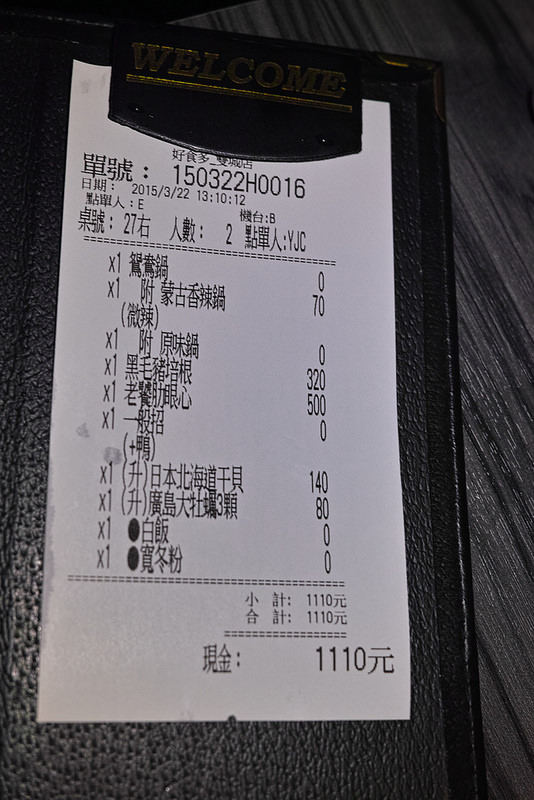 WELCOME
好食多_雙城店
單號： 150322H0016
日期： 2015/3/22 13:10:12
點單人：E 機台:B
桌號：27右 人數： 2 點單人:YJC
x1 鴛鴦鍋 0
x1 附 蒙古香辣鍋 70
(微辣)
x1 附 原味鍋 0
x1 黑毛豬培根 320
x1 老饕肋眼心 500
x1 一般招 0
(+鴨)
x1 (升)日本北海道干貝 140
x1 (升)廣島大牡蠣3顆 80
x1 ●白飯 0
x1 ●寬冬粉 0
小 計： 1110元
合 計： 1110元
現金： 1110元